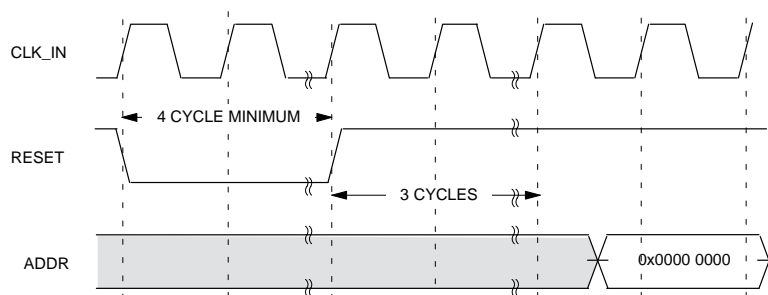 CLK_IN
4 CYCLE MINIMUM
RESET
3 CYCLES
ADDR
0x0000 0000